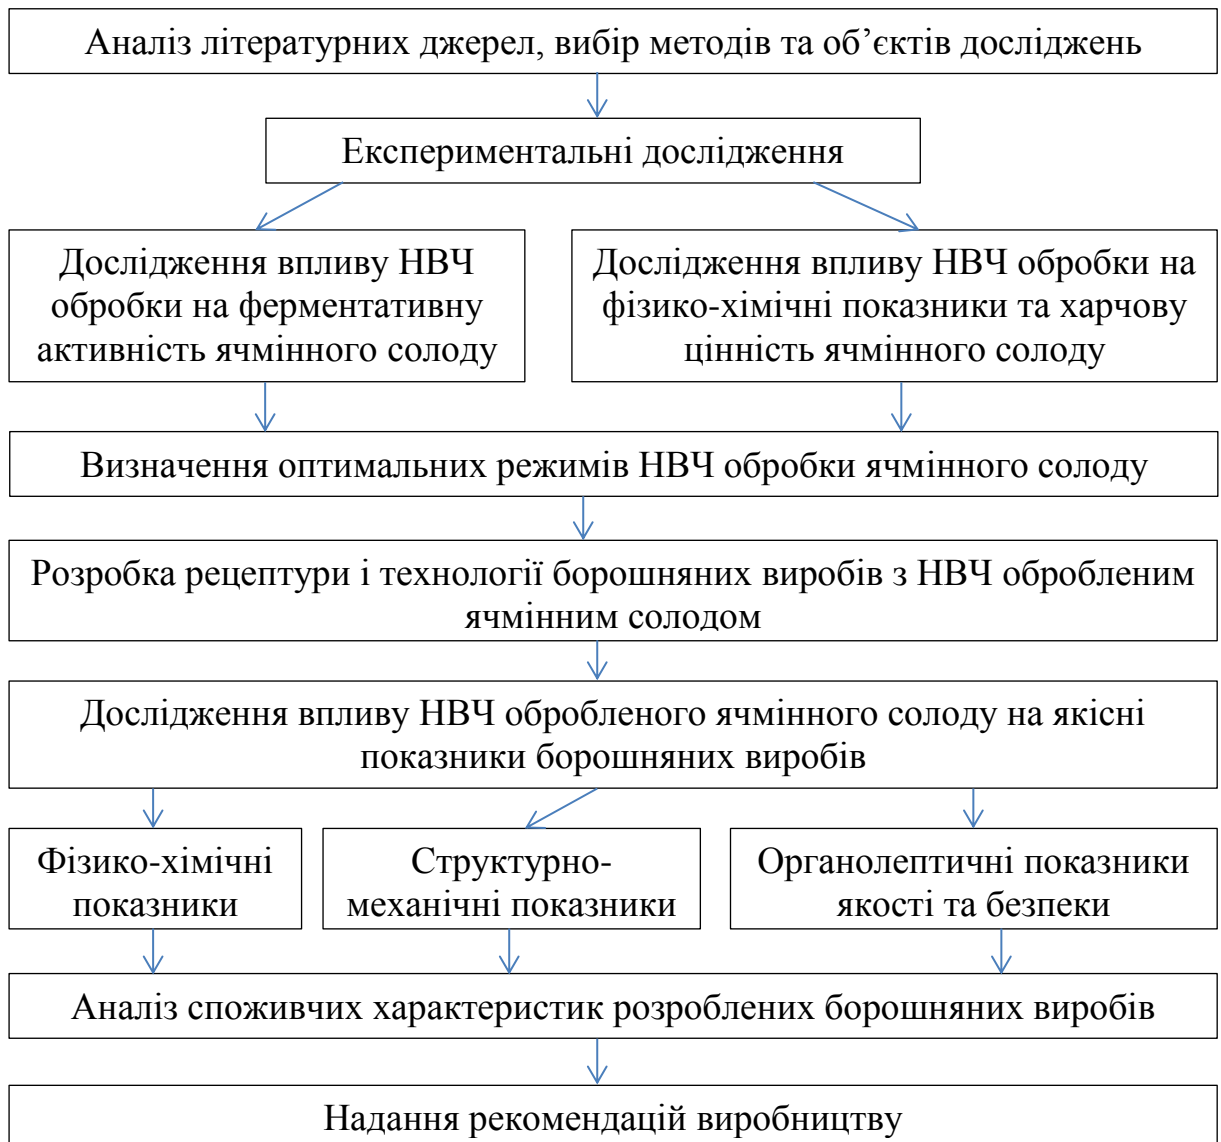 Аналіз літературних джерел, вибір методів та об’єктів досліджень
Експериментальні дослідження
Дослідження впливу НВЧ
обробки на ферментативну
активність ячмінного солоду
Дослідження впливу НВЧ обробки на
фізико-хімічні показники та харчову
цінність ячмінного солоду
Визначення оптимальних режимів НВЧ обробки ячмінного солоду
Розробка рецептури і технології борошняних виробів з НВЧ обробленим
ячмінним солодом
Дослідження впливу НВЧ обробленого ячмінного солоду на якісні
показники борошняних виробів
Фізико-хімічні
показники
Структурно-
механічні показники
Органолептичні показники
якості та безпеки
Аналіз споживчих характеристик розроблених борошняних виробів
Надання рекомендацій виробництву